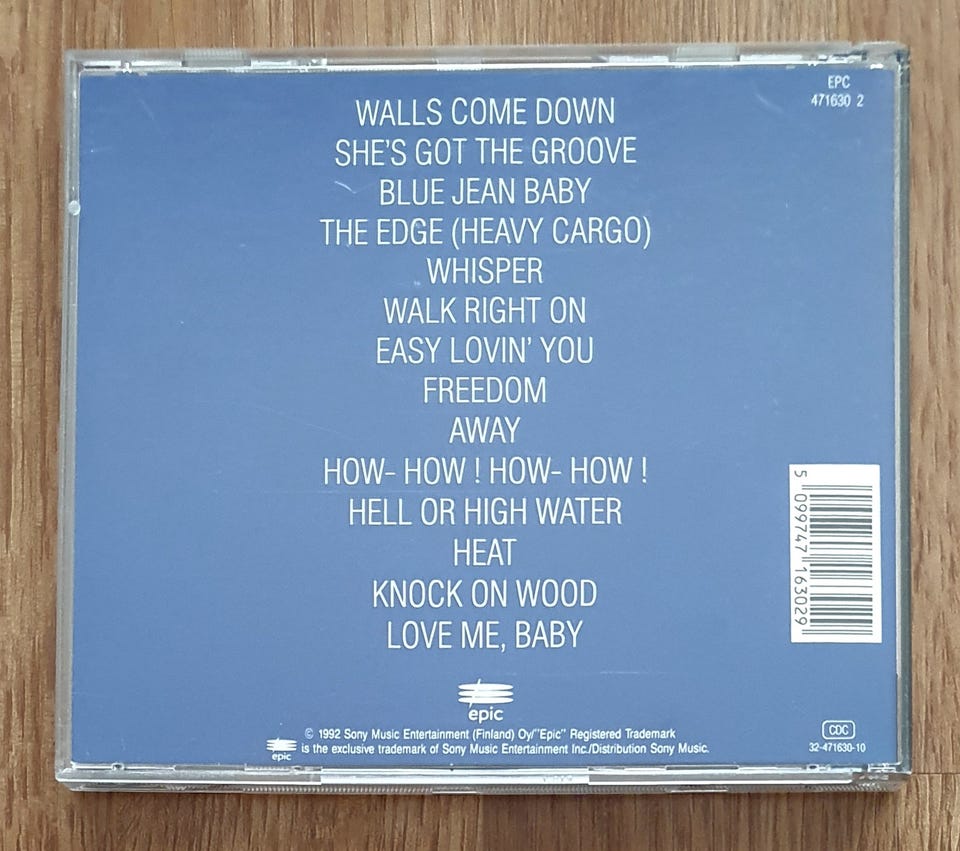 EPC
471630 2
WALLS COME DOWN
SHE'S GOT THE GROOVE
BLUE JEAN BABY
THE EDGE (HEAVY CARGO)
WHISPER
WALK RIGHT ON
EASY LOVIN' YOU
FREEDOM
AWAY
HOW- HOW ! HOW- HOW !
HELL OR HIGH WATER
HEAT
KNOCK ON WOOD
LOVE ME, BABY
5 099747 163029
epic
© 1992 Sony Music Entertainment (Finland) Oy/"Epic" Registered Trademark
epic
is the exclusive trademark of Sony Music Entertainment Inc./Distribution Sony Music.
CDC
32-471630-10